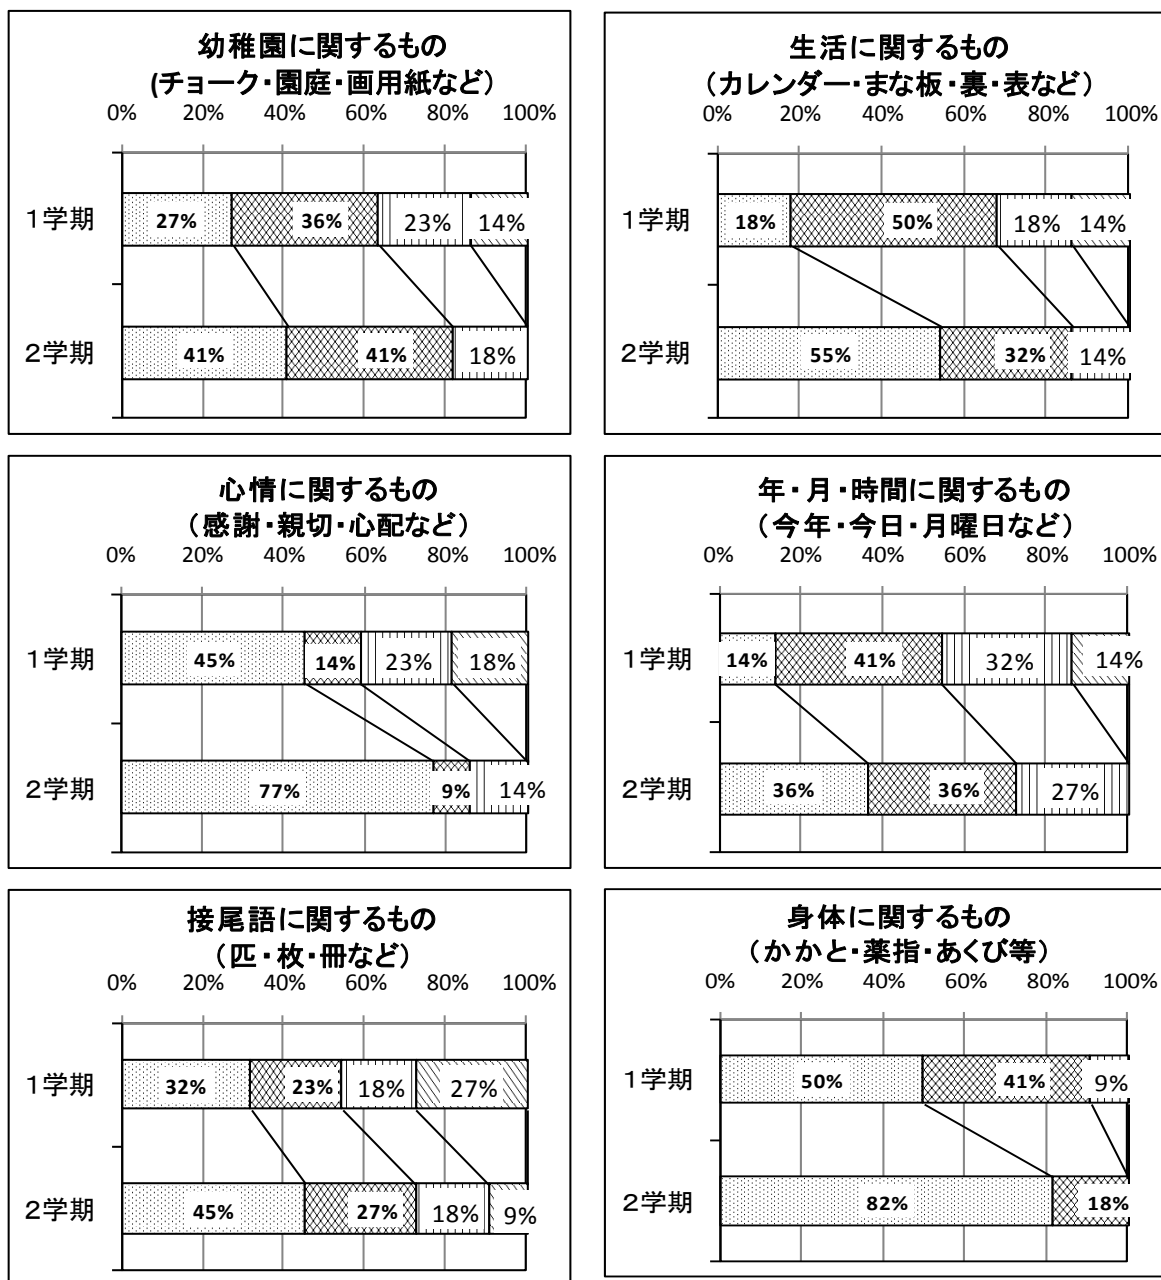 幼稚園に関するもの
(チョーク・園庭・画用紙など)
0% 20% 40% 60% 80% 100%
1学期 27% 36% 23% 14%
2学期 41% 41% 18%
生活に関するもの
(カレンダー・まな板・裏・表など)
0% 20% 40% 60% 80% 100%
1学期 18% 50% 18% 14%
2学期 55% 32% 14%
心情に関するもの
(感謝・親切・心配など)
0% 20% 40% 60% 80% 100%
1学期 45% 14% 23% 18%
2学期 77% 9% 14%
年・月・時間に関するもの
(今年・今日・月曜日など)
0% 20% 40% 60% 80% 100%
1学期 14% 41% 32% 14%
2学期 36% 36% 27%
接尾語に関するもの
(匹・枚・冊など)
0% 20% 40% 60% 80% 100%
1学期 32% 23% 18% 27%
2学期 45% 27% 18% 9%
身体に関するもの
(かかと・薬指・あくび等)
0% 20% 40% 60% 80% 100%
1学期 50% 41% 9%
2学期 82% 18%